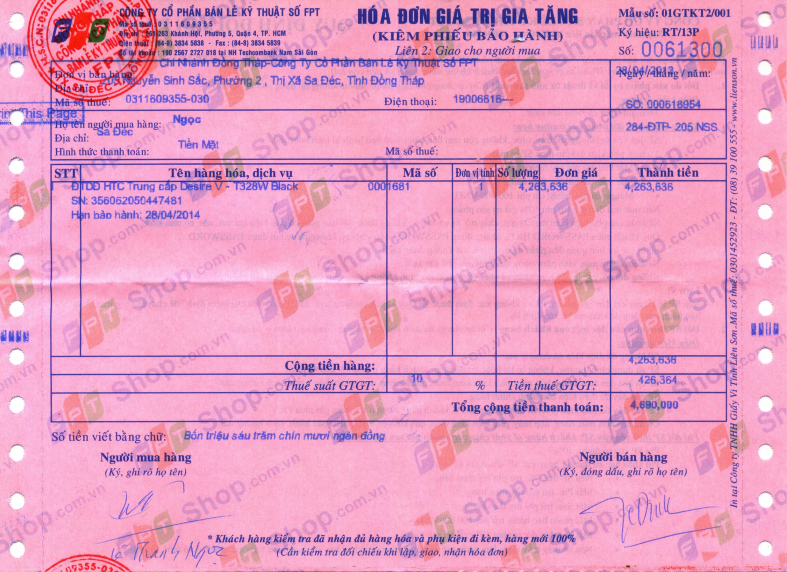 CÔNG TY CỔ PHẦN BÁN LẺ KỸ THUẬT SỐ FPT
Mã số thuế : 0311609355
Địa chỉ : 261-263 Khánh Hội, Phường 5, Quận 4, TP. HCM
Điện thoại : (84-8) 3834 5838 - Fax : (84-8) 3834 5839
Số tài khoản : 190 2567 2727 018 tại NH Techcombank Nam Sài Gòn
HÓA ĐƠN GIÁ TRỊ GIA TĂNG
(KIÊM PHIẾU BẢO HÀNH)
Liên 2: Giao cho người mua
Mẫu số: 01GTKT2/001
Ký hiệu: RT/13P
Số: 0061300
Đơn vị bán hàng Chi Nhánh Đồng Tháp-Công Ty Cổ Phần Bán Lẻ Kỹ Thuật Số FPT
Ngày / tháng / năm: 28/04/2013
Địa chỉ: Nguyễn Sinh Sắc, Phường 2 , Thị Xã Sa Đéc, Tỉnh Đồng Tháp
Mã số thuế: 0311609355-030 Điện thoại: 19006616
SO: 000616954
Print This Page
Họ tên người mua hàng: Ngọc
284-ĐTP- 205 NSS
Địa chỉ: Sa Đéc
Hình thức thanh toán: Tiền Mặt Mã số thuế:
STT Tên hàng hóa, dịch vụ Mã số Đơn vị tính Số lượng Đơn giá Thành tiền
1 ĐTDD HTC Trung cấp Desire V - T328W Black 0001681 1 4,263,636 4,263,636
SN: 356062050447481
Hạn bảo hành: 28/04/2014
Cộng tiền hàng: 4,263,636
Thuế suất GTGT: 10 % Tiền thuế GTGT: 426,364
Tổng cộng tiền thanh toán: 4,690,000
Số tiền viết bằng chữ: Bốn triệu sáu trăm chín mươi ngàn đồng
Người mua hàng Người bán hàng
(Ký, ghi rõ họ tên) (Ký, đóng dấu, ghi rõ họ tên)
* Khách hàng kiểm tra đã nhận đủ hàng hóa và phụ kiện đi kèm, hàng mới 100%
(Cần kiểm tra đối chiếu khi lập, giao, nhận hóa đơn)
In tại Công ty TNHH Giấy Vi Tính Liên Sơn. Mã số thuế: 0301452923 - ĐT: (08) 39 100 555 - www.lienson.vn
FPT Shop.com.vn